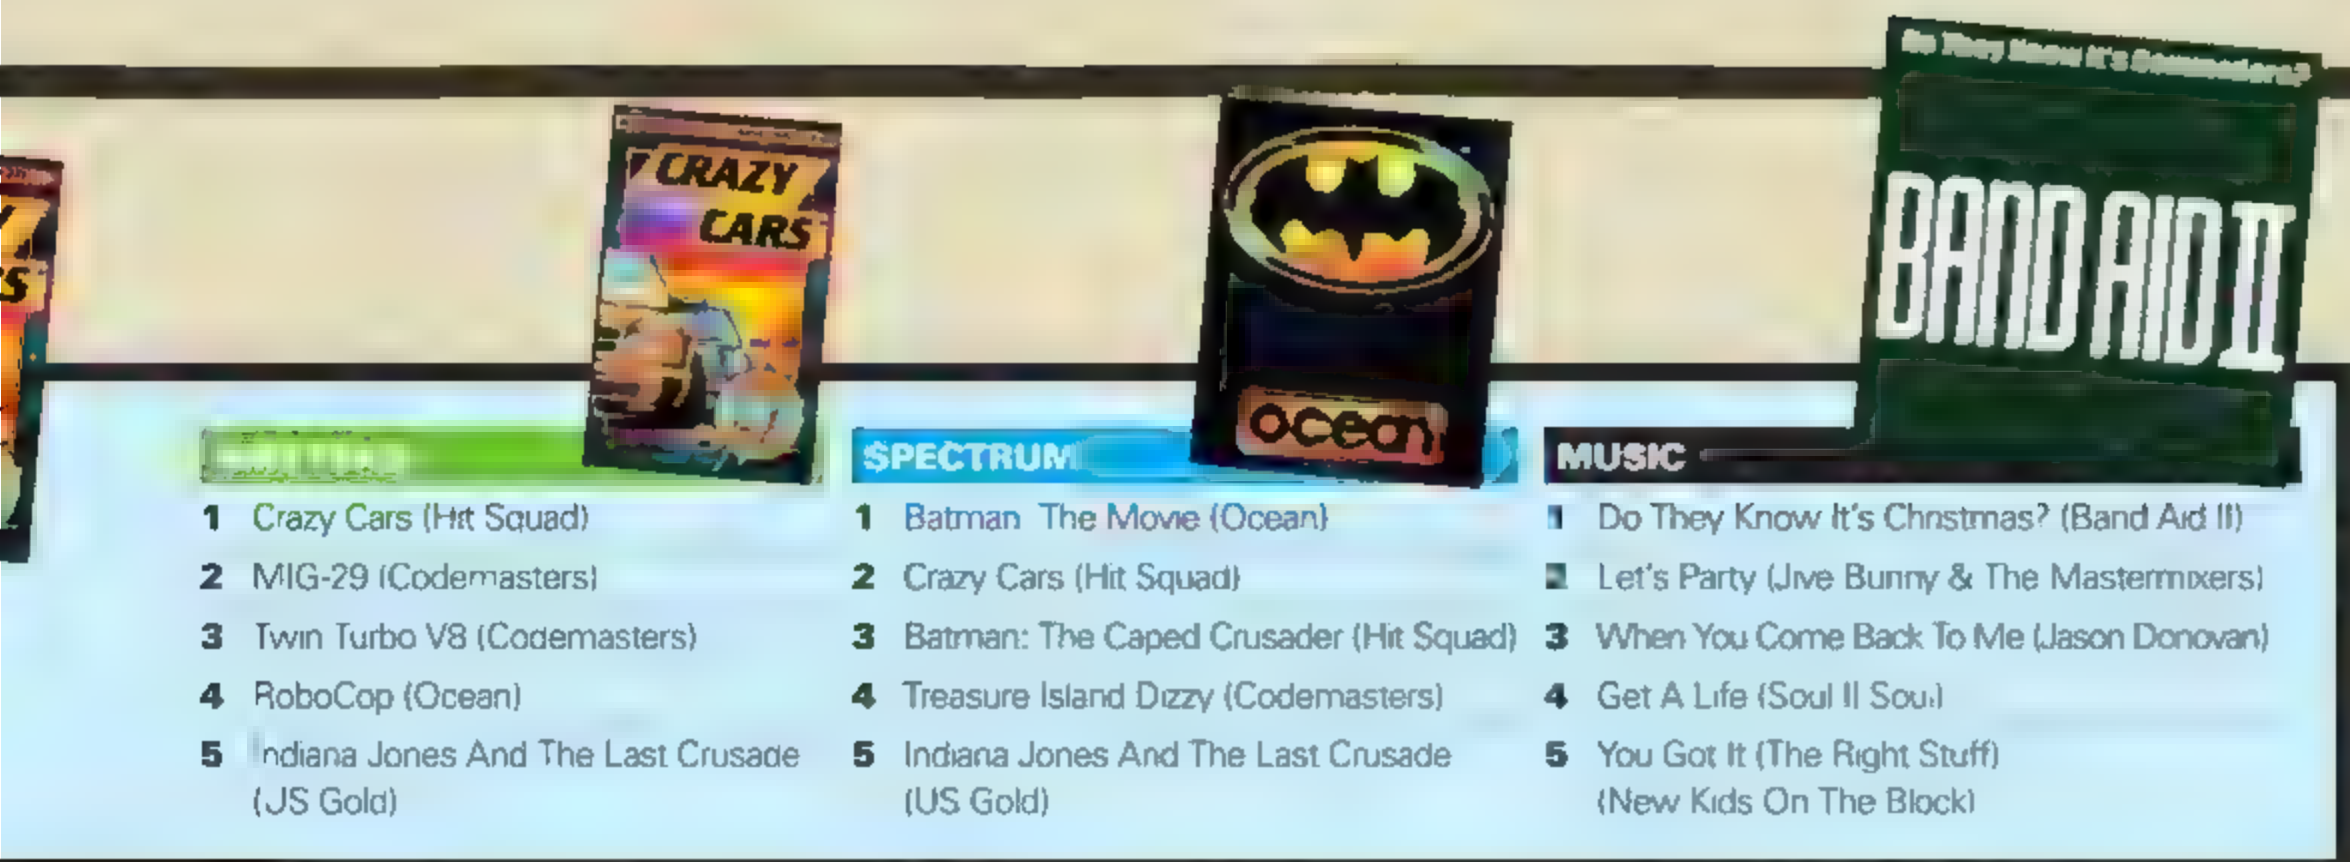 Do They Know It's Christmas?
CRAZY
CARS
BAND AID II
ocean
1 Crazy Cars (Hit Squad)
2 MIG-29 (Codemasters)
3 Twin Turbo V8 (Codemasters)
4 RoboCop (Ocean)
5 Indiana Jones And The Last Crusade
(US Gold)
SPECTRUM
1 Batman The Movie (Ocean)
2 Crazy Cars (Hit Squad)
3 Batman: The Caped Crusader (Hit Squad)
4 Treasure Island Dizzy (Codemasters)
5 Indiana Jones And The Last Crusade
(US Gold)
MUSIC
1 Do They Know It's Christmas? (Band Aid II)
2 Let's Party (Jive Bunny & The Mastermixers)
3 When You Come Back To Me (Jason Donovan)
4 Get A Life (Soul II Soul)
5 You Got It (The Right Stuff)
(New Kids On The Block)